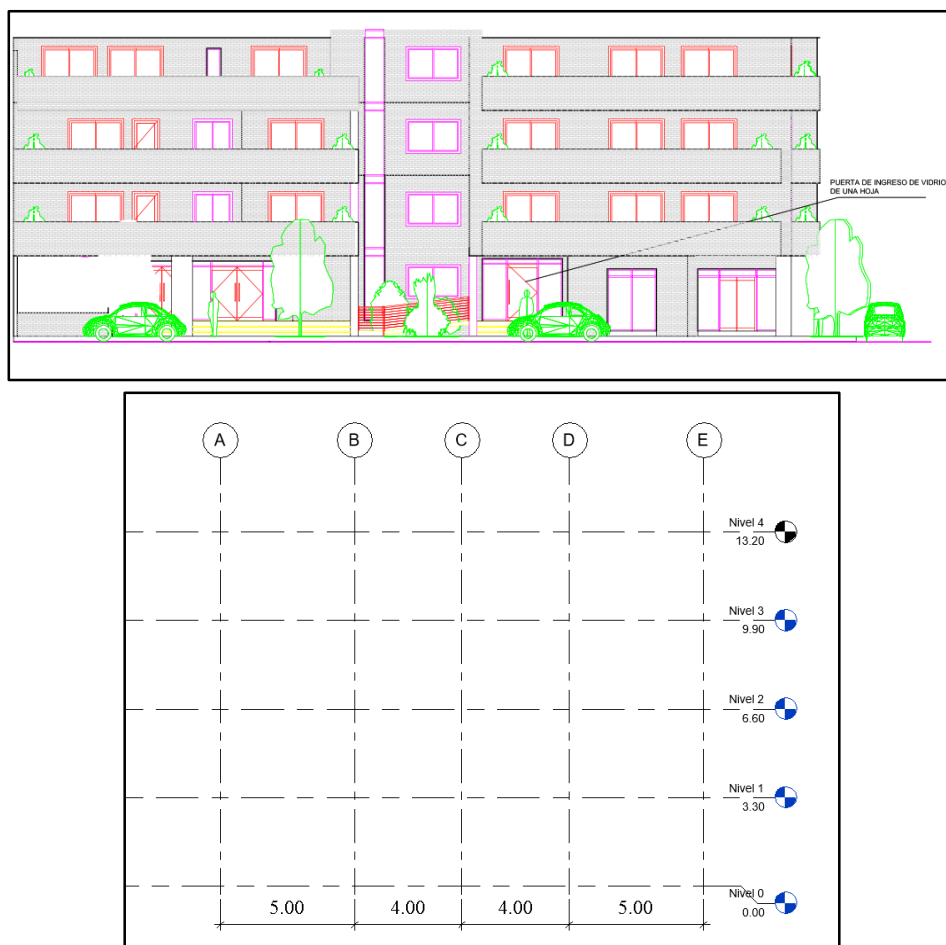 PUERTA DE INGRESO DE VIDRIO
DE UNA HOJA
A B C D E
Nivel 4
13.20
Nivel 3
9.90
Nivel 2
6.60
Nivel 1
3.30
Nivel 0
0.00
5.00 4.00 4.00 5.00